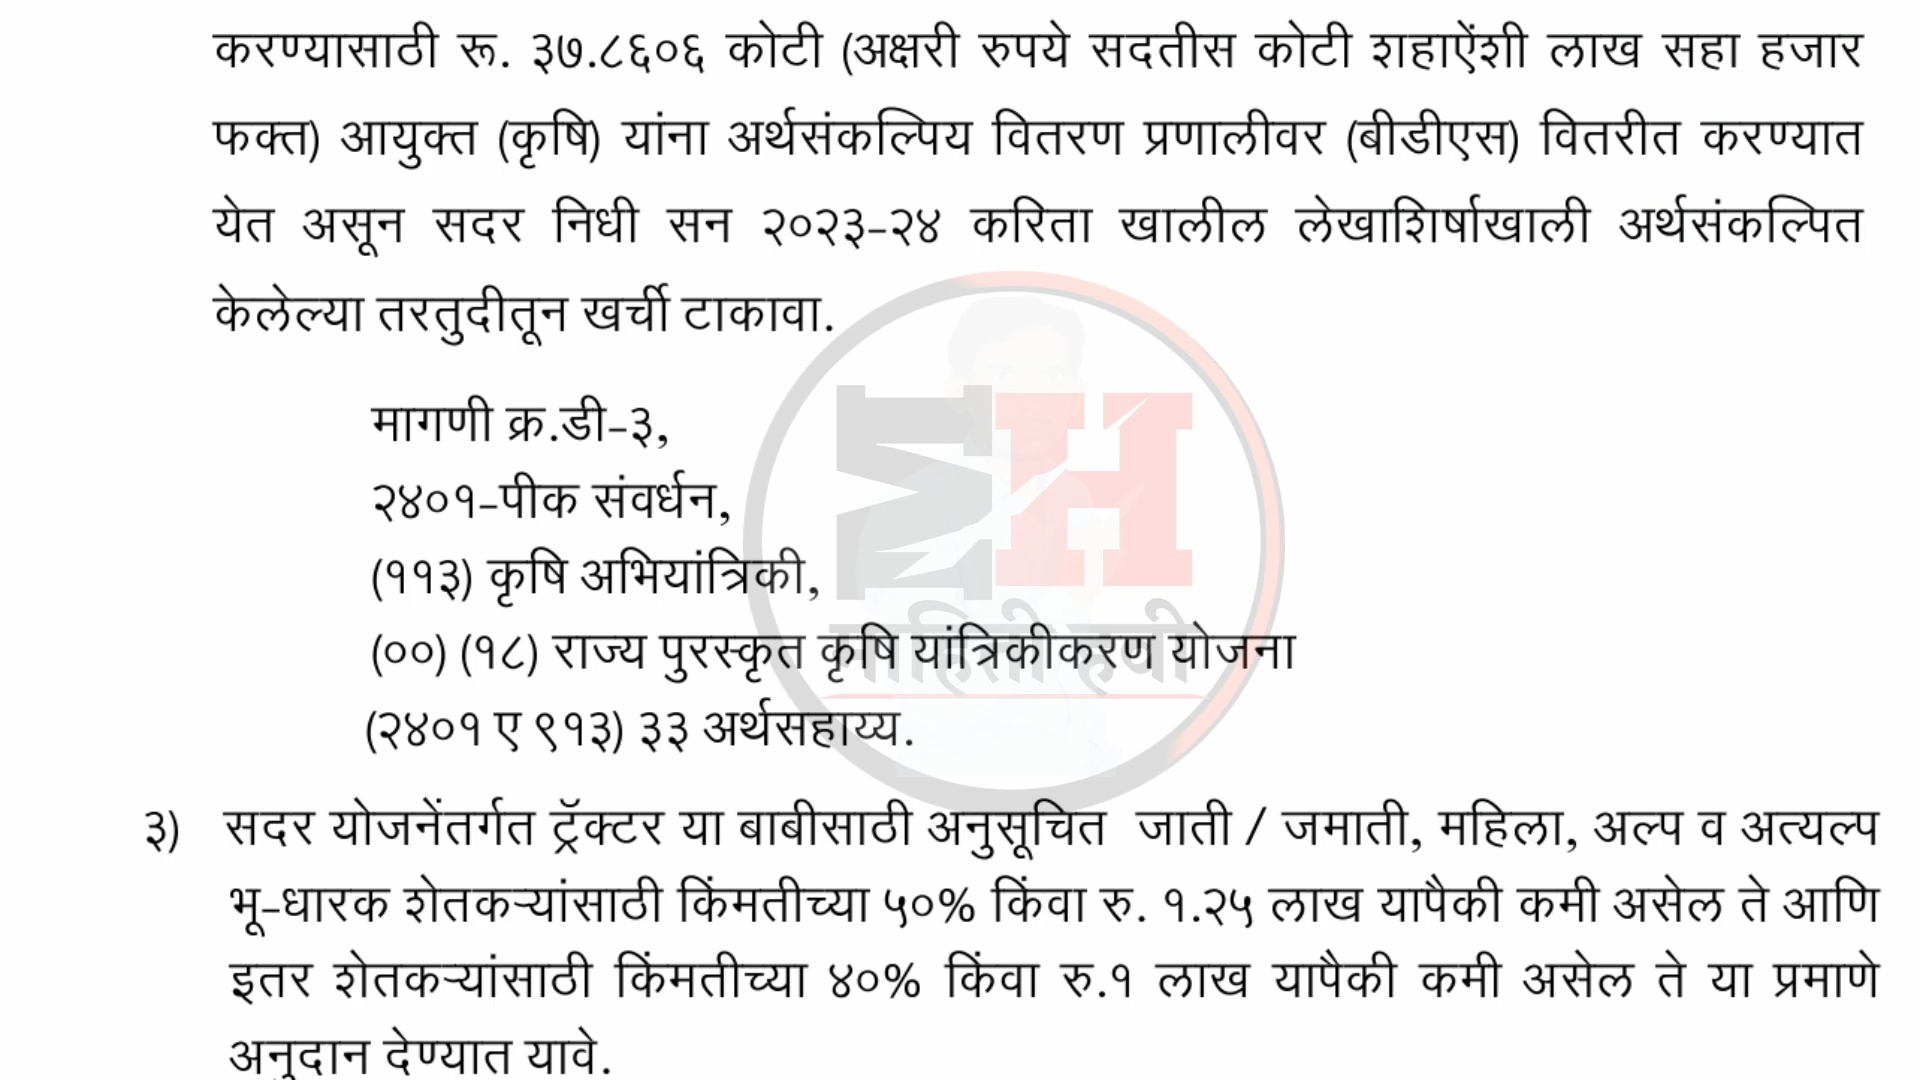 करण्यासाठी रू. ३७.८६०६ कोटी (अक्षरी रुपये सदतीस कोटी शहाऐंशी लाख सहा हजार
फक्त) आयुक्त (कृषि) यांना अर्थसंकल्पिय वितरण प्रणालीवर (बीडीएस) वितरीत करण्यात
येत असून सदर निधी सन २०२३-२४ करिता खालील लेखाशिर्षाखाली अर्थसंकल्पित
केलेल्या तरतुदीतून खर्ची टाकावा.
मागणी क्र.डी-३,
२४०१-पीक संवर्धन,
(११३) कृषि अभियांत्रिकी,
MH
माहिती हवी
(००) (१८) राज्य पुरस्कृत कृषि यांत्रिकीकरण योजना
(२४०१ ए ९१३) ३३ अर्थसहाय्य.
३) सदर योजनेंतर्गत ट्रॅक्टर या बाबीसाठी अनुसूचित जाती / जमाती, महिला, अल्प व अत्यल्प
भू-धारक शेतकऱ्यांसाठी किंमतीच्या ५०% किंवा रु. १.२५ लाख यापैकी कमी असेल ते आणि
इतर शेतकऱ्यांसाठी किंमतीच्या ४०% किंवा रु.१ लाख यापैकी कमी असेल ते या प्रमाणे
अनुदान देण्यात यावे.